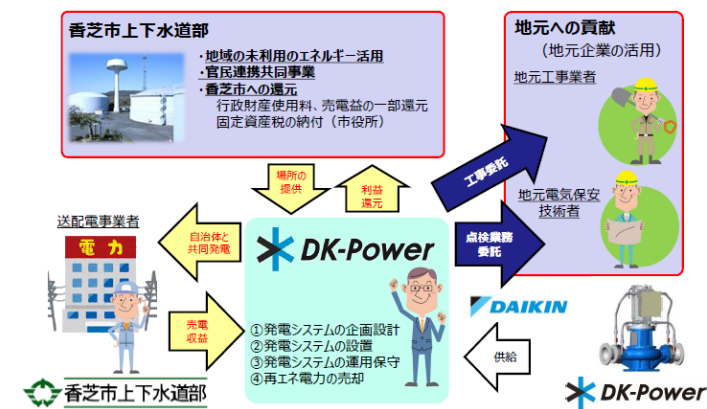 香芝市上下水道部
・地域の未利用のエネルギー活用
・官民連携共同事業
・香芝市への還元
行政財産使用料、売電益の一部還元
固定資産税の納付（市役所）
地元への貢献
（地元企業の活用）
地元工事業者
地元電気保安
技術者
場所の
提供
利益
還元
工事委託
点検業務
委託
送配電事業者
電力
自治体と
共同発電
売電
収益
DK-Power
①発電システムの企画設計
②発電システムの設置
③発電システムの運用保守
④再エネ電力の売却
DAIKIN
供給
香芝市上下水道部
DK-Power